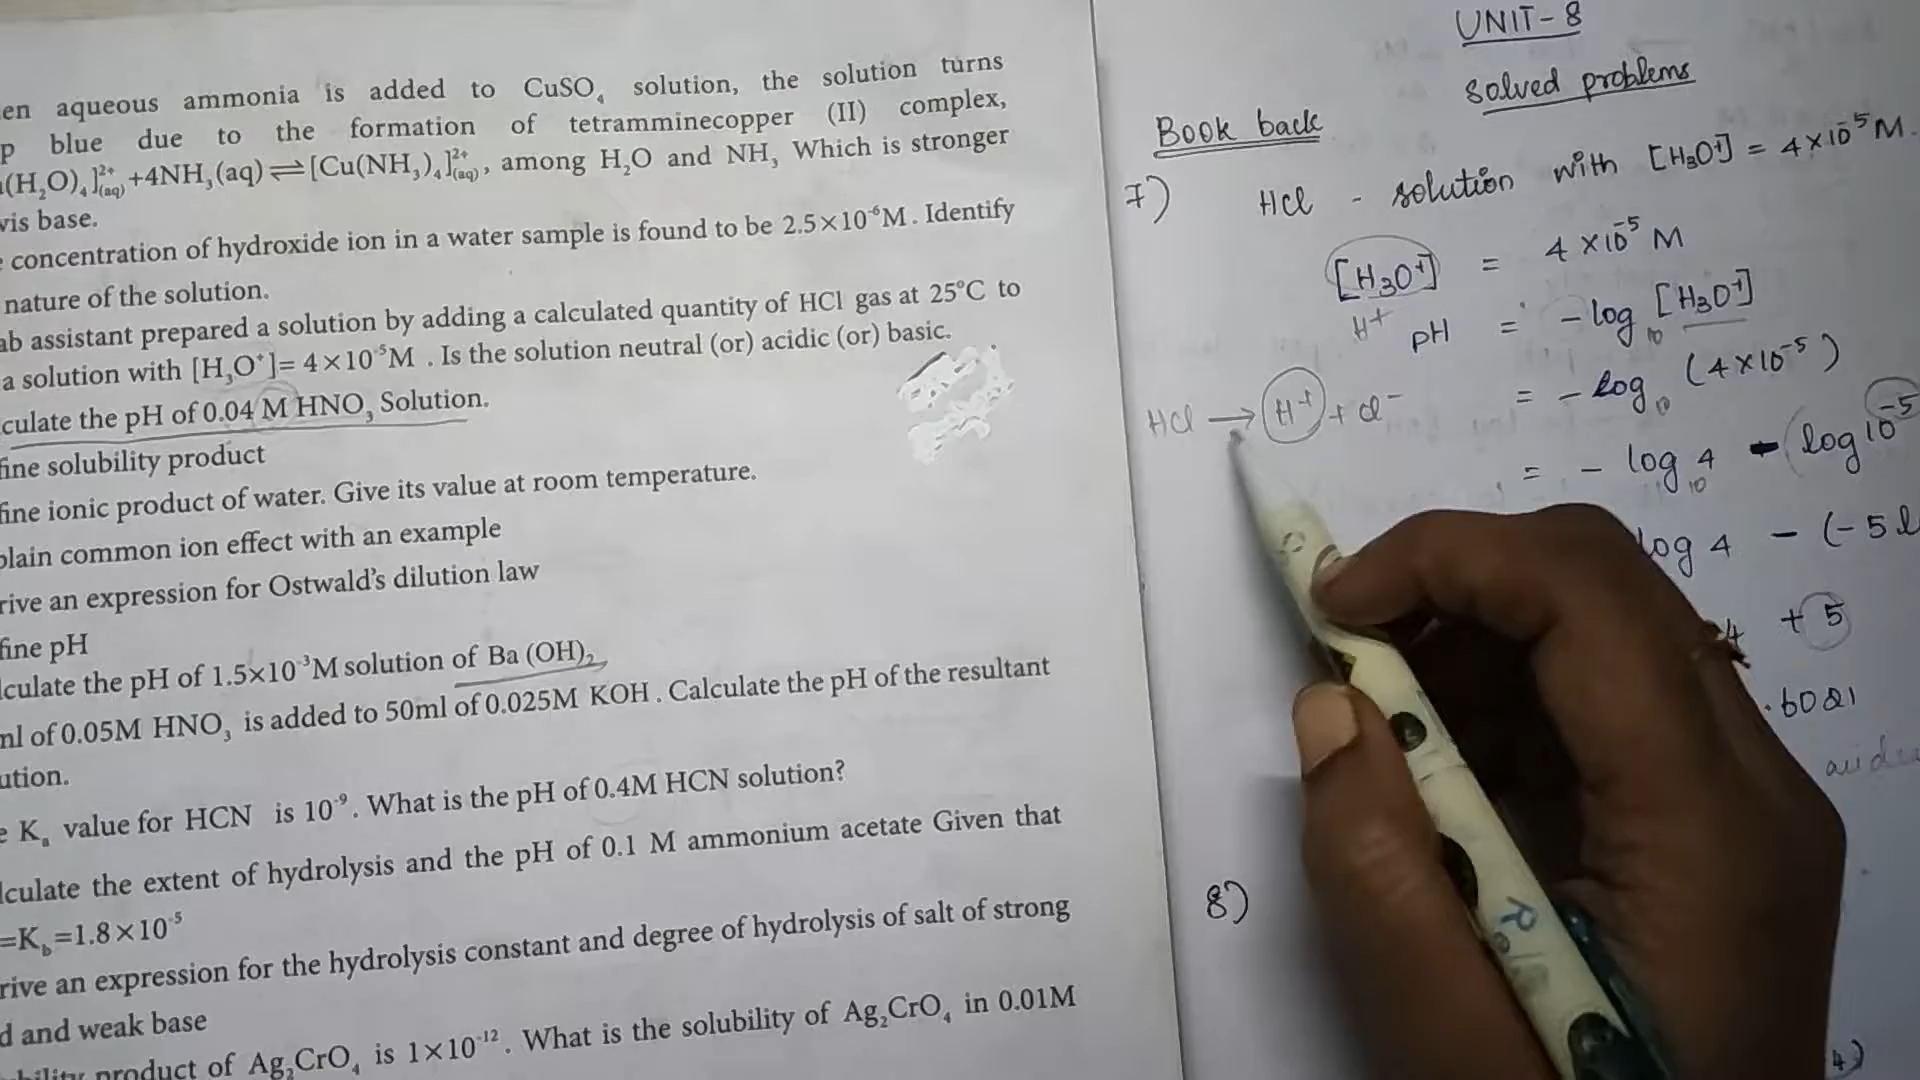 en aqueous ammonia is added to CuSO₄ solution, the solution turns
p blue due to the formation of tetramminecopper (II) complex,
(H₂O)₄]²⁺(aq) +4NH₃(aq)⇌[Cu(NH₃)₄]²⁺(aq), among H₂O and NH₃ Which is stronger
vis base.
concentration of hydroxide ion in a water sample is found to be 2.5×10⁻⁶M. Identify
nature of the solution.
ab assistant prepared a solution by adding a calculated quantity of HCl gas at 25°C to
a solution with [H₃O⁺]= 4×10⁻⁵M . Is the solution neutral (or) acidic (or) basic.
culate the pH of 0.04 M HNO₃ Solution.
fine solubility product
fine ionic product of water. Give its value at room temperature.
plain common ion effect with an example
rive an expression for Ostwald's dilution law
fine pH
lculate the pH of 1.5×10⁻³M solution of Ba (OH)₂
ml of 0.05M HNO₃ is added to 50ml of 0.025M KOH . Calculate the pH of the resultant
ution.
e Kₐ value for HCN is 10⁻⁹. What is the pH of 0.4M HCN solution?
lculate the extent of hydrolysis and the pH of 0.1 M ammonium acetate Given that
=K_b=1.8×10⁻⁵
rive an expression for the hydrolysis constant and degree of hydrolysis of salt of strong
d and weak base
bility product of Ag₂CrO₄ is 1×10⁻¹². What is the solubility of Ag₂CrO₄ in 0.01M
UNIT-8
Solved problems
Book back
7) HCl - solution with [H₃O⁺] = 4×10⁻⁵M.
[H₃O⁺] = 4×10⁻⁵ M
H⁺ pH = -log₁₀ [H₃O⁺]
= -log₁₀ (4×10⁻⁵)
HCl → H⁺ + Cl⁻
= - log₁₀ 4 - (log 10⁻⁵
log 4 - (-5 l
4 + 5
.6021
8)
4)